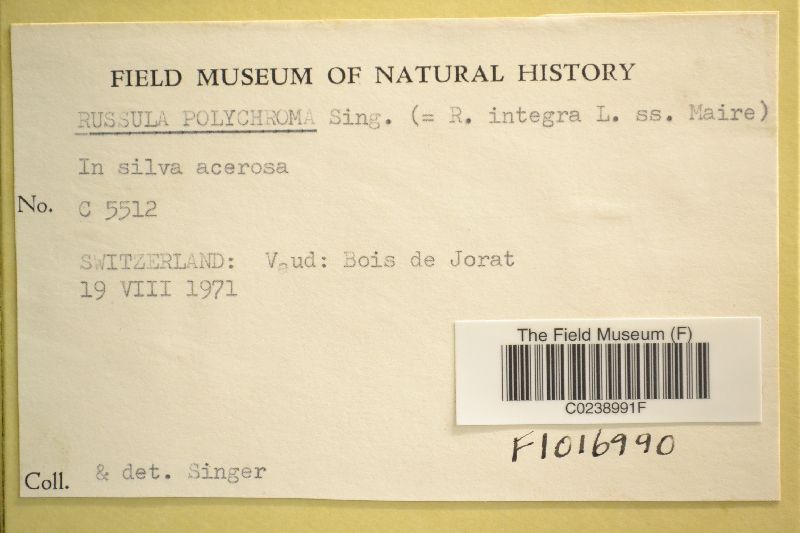 FIELD MUSEUM OF NATURAL HISTORY
RUSSULA POLYCHROMA Sing. (= R. integra L. ss. Maire)
In silva acerosa
No. C 5512
SWITZERLAND: Vaud: Bois de Jorat
19 VIII 1971
The Field Museum (F)
C0238991F
F1016990
Coll. & det. Singer